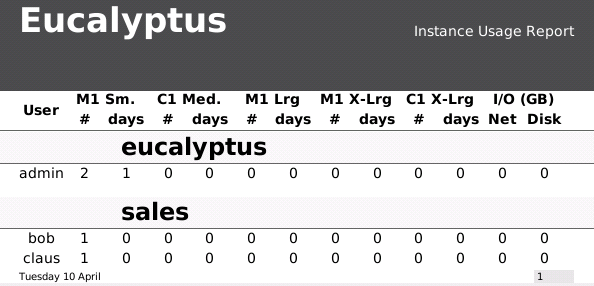 Eucalyptus
Instance Usage Report
User M1 Sm. C1 Med. M1 Lrg M1 X-Lrg C1 X-Lrg I/O (GB)
# days # days # days # days # days Net Disk
eucalyptus
admin 2 1 0 0 0 0 0 0 0 0 0 0
sales
bob 1 0 0 0 0 0 0 0 0 0 0 0
claus 1 0 0 0 0 0 0 0 0 0 0 0
Tuesday 10 April 1